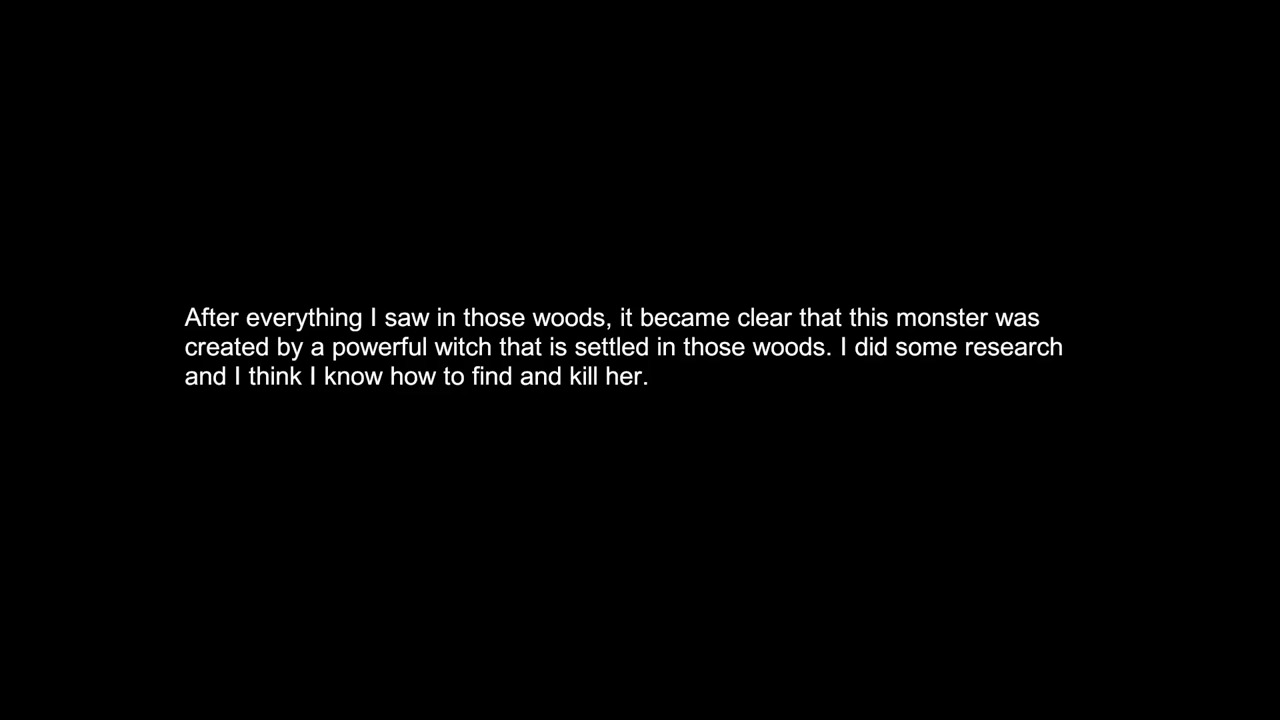 After everything I saw in those woods, it became clear that this monster was
created by a powerful witch that is settled in those woods. I did some research
and I think I know how to find and kill her.